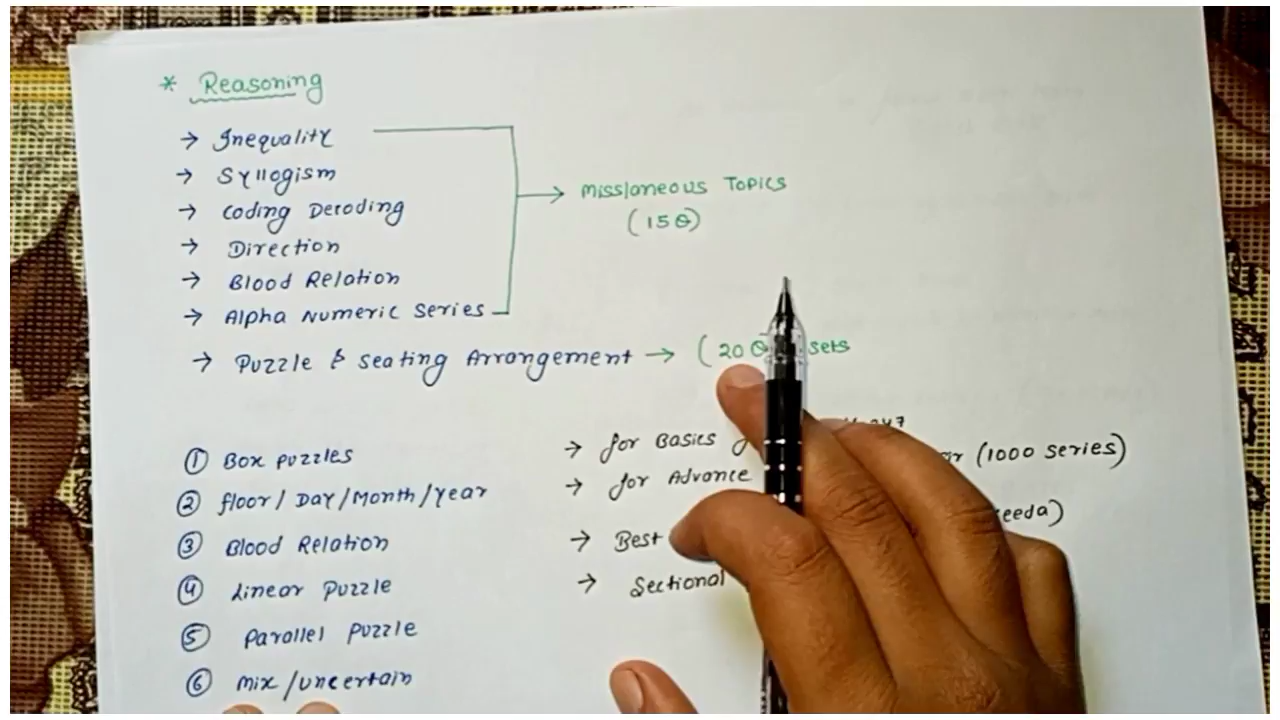 * Reasoning
→ Inequality
→ Syllogism
→ Coding Decoding
→ Direction
→ Blood Relation
→ Alpha Numeric Series
→ Misslaneous Topics
(15Q)
→ Puzzle & Seating Arrangement → (20 sets
① Box puzzles
② floor/Day/Month/year
③ Blood Relation
④ Linear Puzzle
⑤ Parallel Puzzle
⑥ Mix/uncertain
→ for Basics
→ for Advance (1000 series)
→ Best
→ Sectional